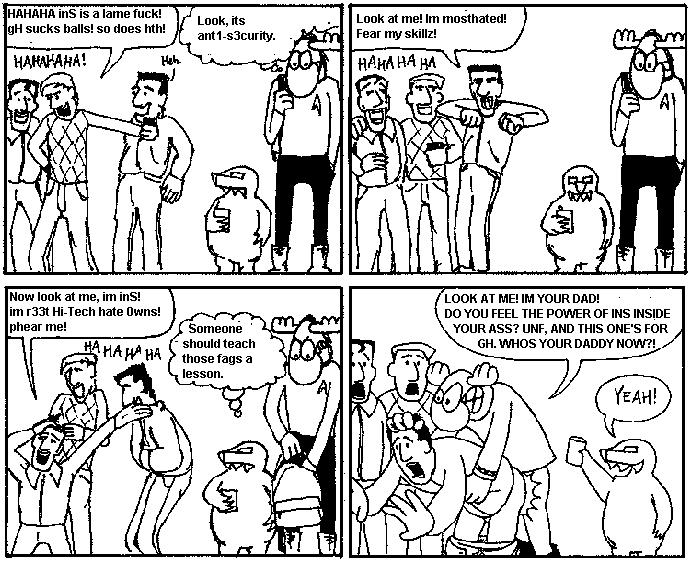 HAHAHA inS is a lame fuck!
gH sucks balls! so does hth!
Look, its
ant1-s3curity.
HAHAHAHA!
Heh.
A
Look at me! Im mosthated!
Fear my skillz!
HA HA HA HA
A
Now look at me, im inS!
im r33t Hi-Tech hate 0wns!
phear me!
HA HA HA HA
Someone
should teach
those fags a
lesson.
A
LOOK AT ME! IM YOUR DAD!
DO YOU FEEL THE POWER OF INS INSIDE
YOUR ASS? UNF, AND THIS ONE'S FOR
GH. WHOS YOUR DADDY NOW?!
YEAH!